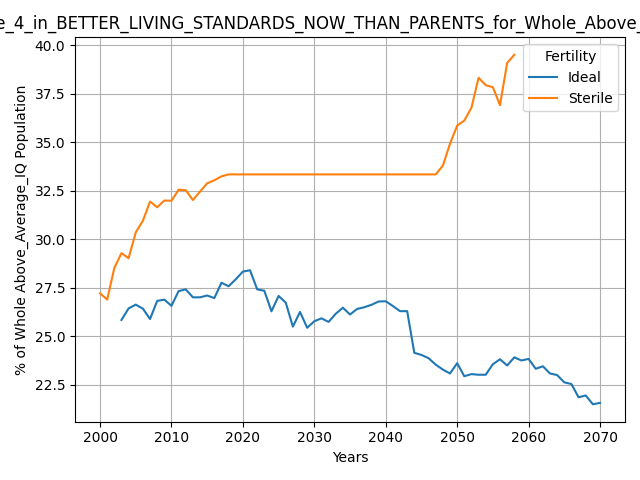 e_4_in_BETTER_LIVING_STANDARDS_NOW_THAN_PARENTS_for_Whole_Above_
% of Whole Above_Average_IQ Population
40.0
37.5
35.0
32.5
30.0
27.5
25.0
22.5
Fertility
Ideal
Sterile
2000 2010 2020 2030 2040 2050 2060 2070
Years